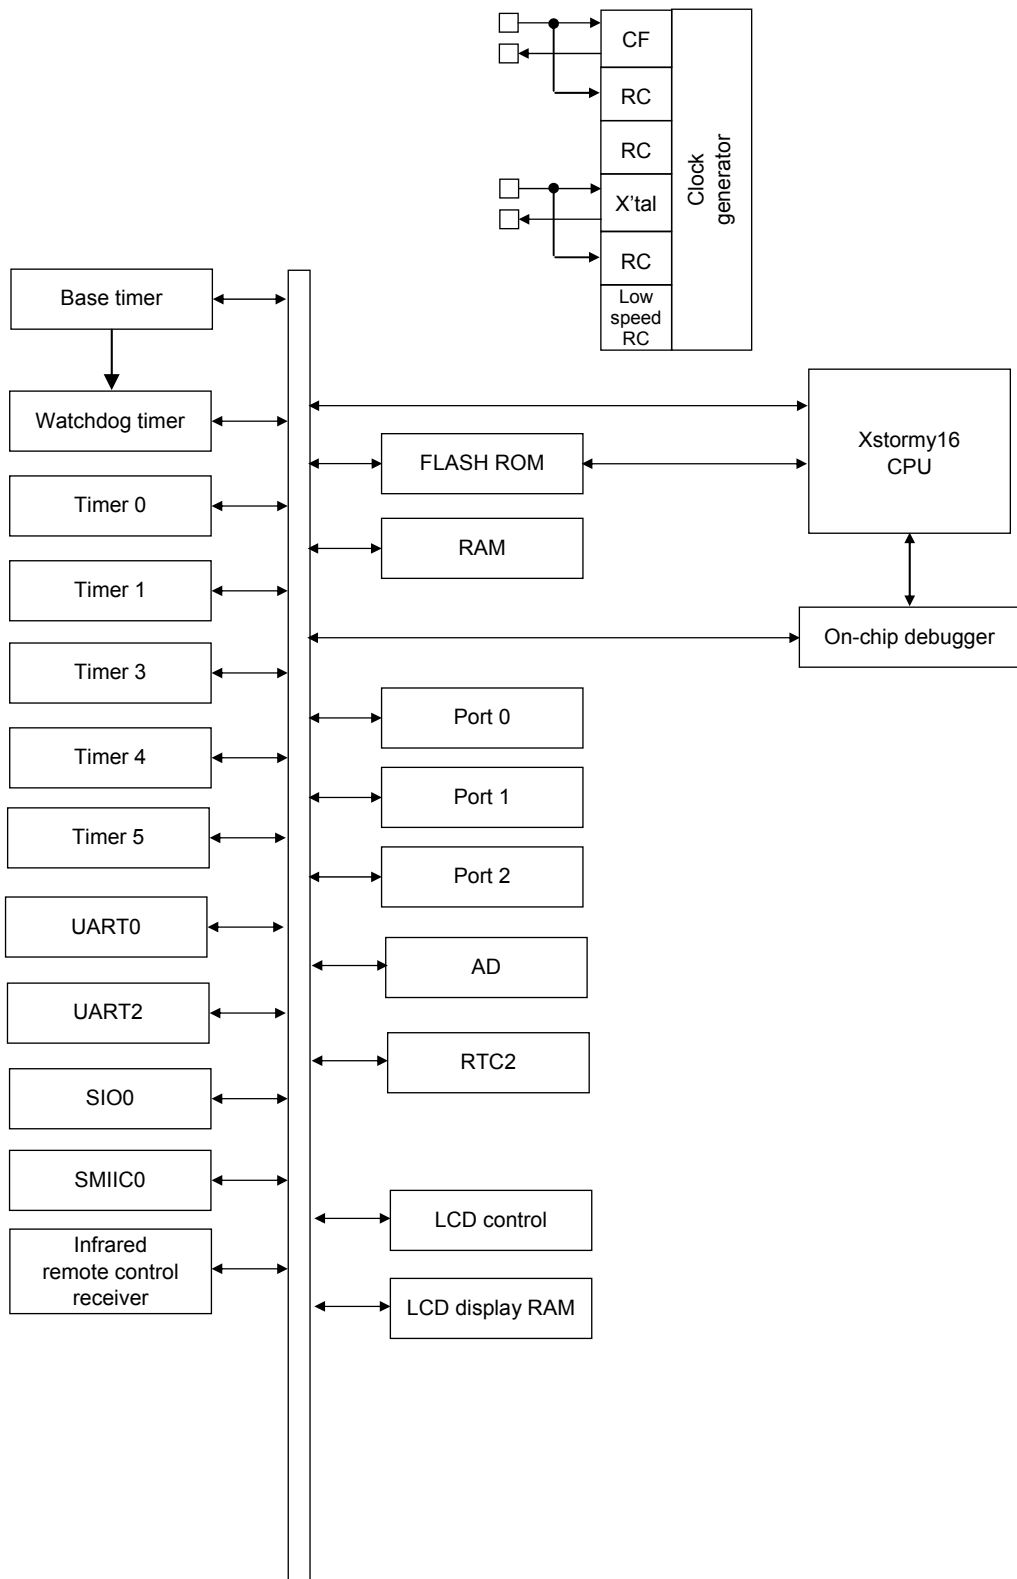 CF
RC
RC
X'tal
RC
Low
speed
RC
Clock
generator
Base timer
Watchdog timer
Timer 0
Timer 1
Timer 3
Timer 4
Timer 5
UART0
UART2
SIO0
SMIIC0
Infrared
remote control
receiver
FLASH ROM
RAM
Port 0
Port 1
Port 2
AD
RTC2
LCD control
LCD display RAM
Xstormy16
CPU
On-chip debugger